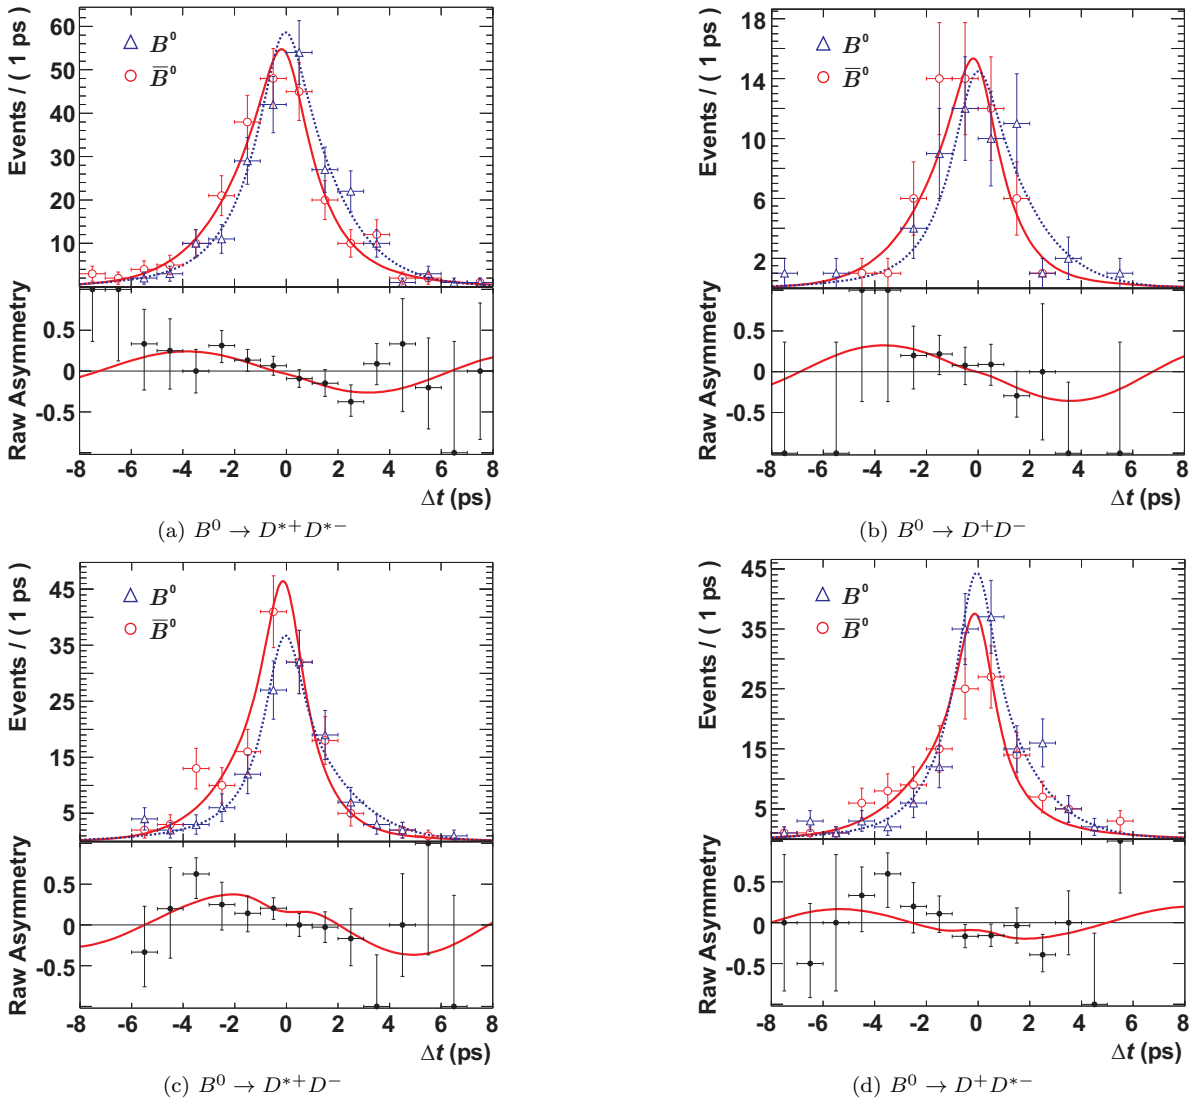 Events / ( 1 ps )
60
50
40
30
20
10
B⁰
B̅⁰
Raw Asymmetry
0.5
0
-0.5
-8 -6 -4 -2 0 2 4 6 8
Δt (ps)
(a) B⁰ → D*⁺D*⁻
Events / ( 1 ps )
18
14
10
6
2
B⁰
B̅⁰
Raw Asymmetry
0.5
0
-0.5
-8 -6 -4 -2 0 2 4 6 8
Δt (ps)
(b) B⁰ → D⁺D⁻
Events / ( 1 ps )
45
35
25
15
5
B⁰
B̅⁰
Raw Asymmetry
0.5
0
-0.5
-8 -6 -4 -2 0 2 4 6 8
Δt (ps)
(c) B⁰ → D*⁺D⁻
Events / ( 1 ps )
45
35
25
15
5
B⁰
B̅⁰
Raw Asymmetry
0.5
0
-0.5
-8 -6 -4 -2 0 2 4 6 8
Δt (ps)
(d) B⁰ → D⁺D*⁻